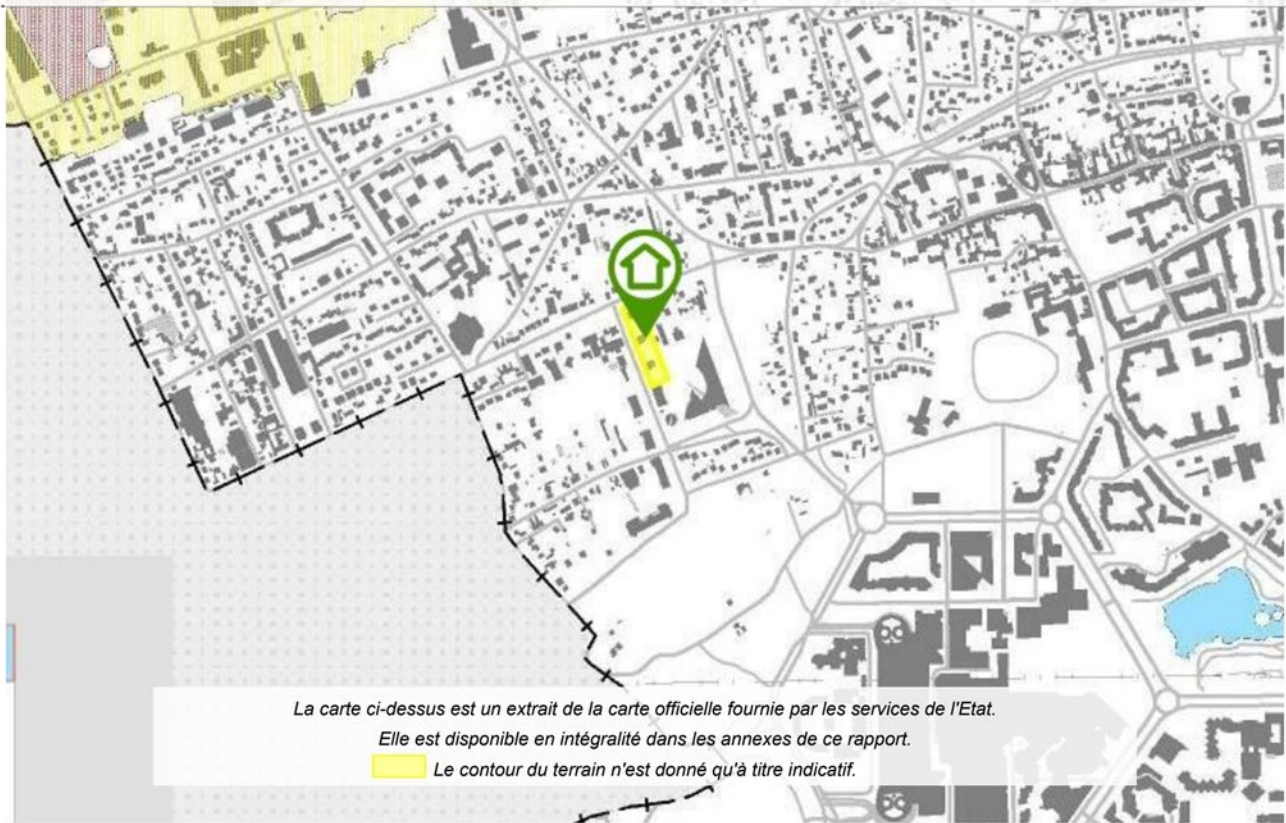 La carte ci-dessus est un extrait de la carte officielle fournie par les services de l'Etat.
Elle est disponible en intégralité dans les annexes de ce rapport.
Le contour du terrain n'est donné qu'à titre indicatif.